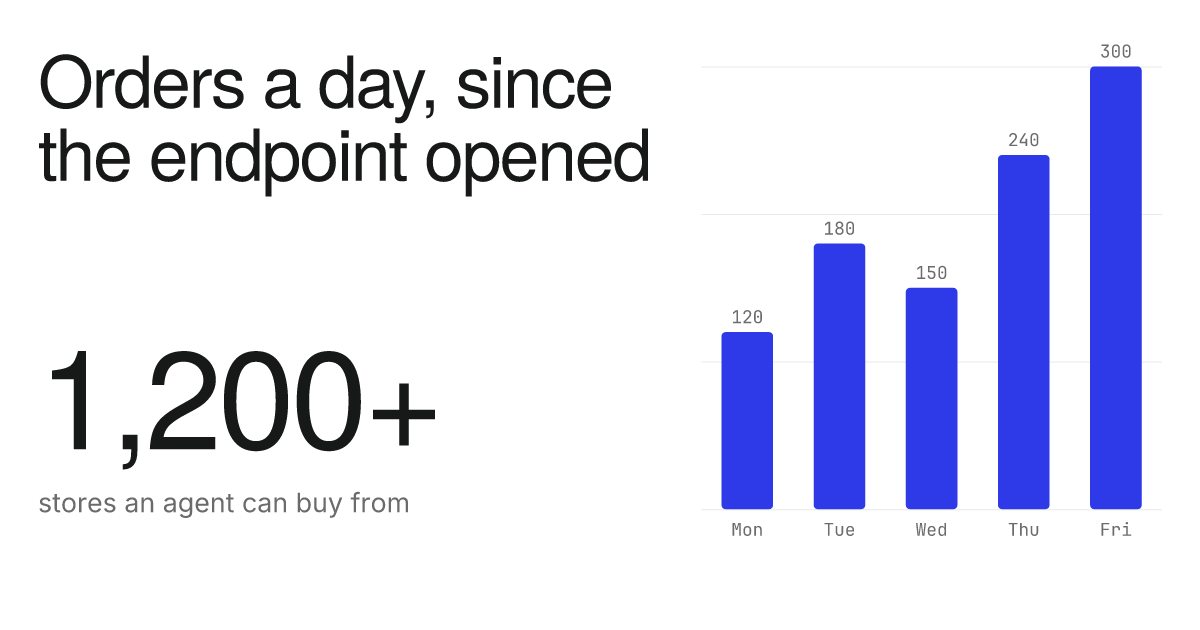 Orders a day, since
the endpoint opened
1,200+
stores an agent can buy from
300
240
180
150
120
Mon Tue Wed Thu Fri